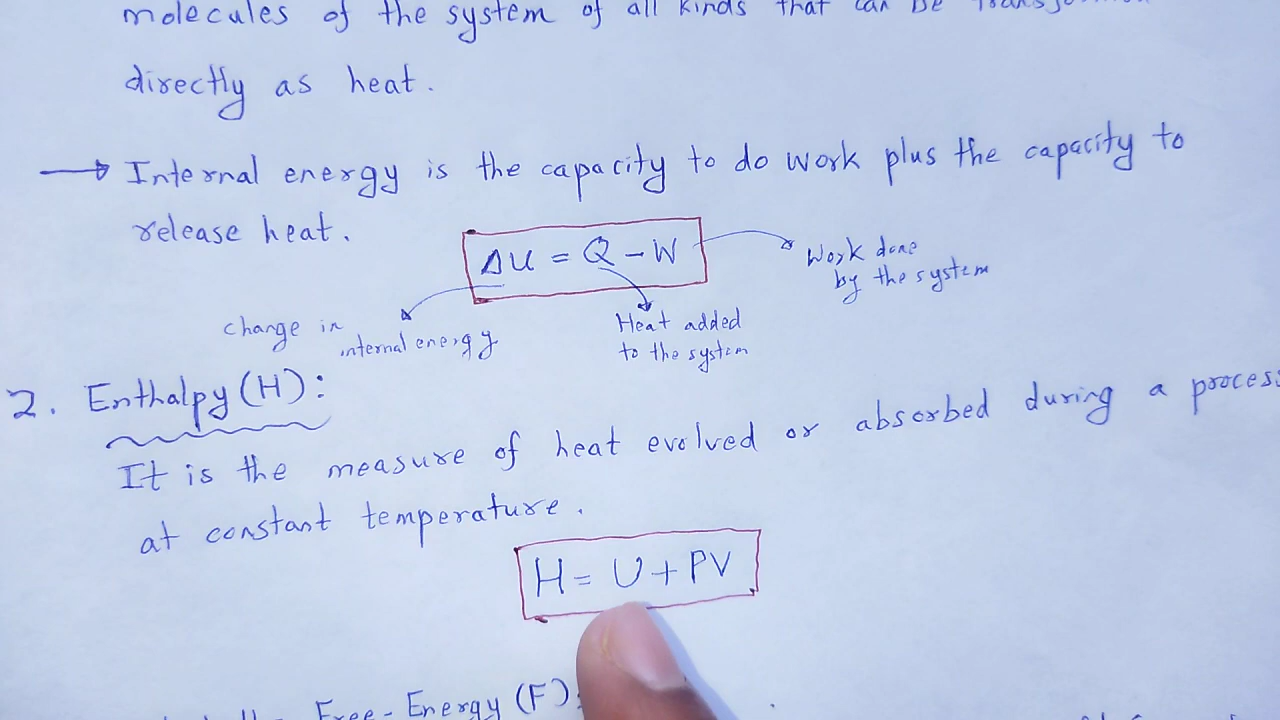 molecules of the system of all kinds that can be
directly as heat.
→ Internal energy is the capacity to do work plus the capacity to
release heat.
ΔU = Q - W
Work done
by the system
change in
internal energy
Heat added
to the system
2. Enthalpy (H):
It is the measure of heat evolved or absorbed during a process
at constant temperature.
H = U + PV
Free-Energy (F):